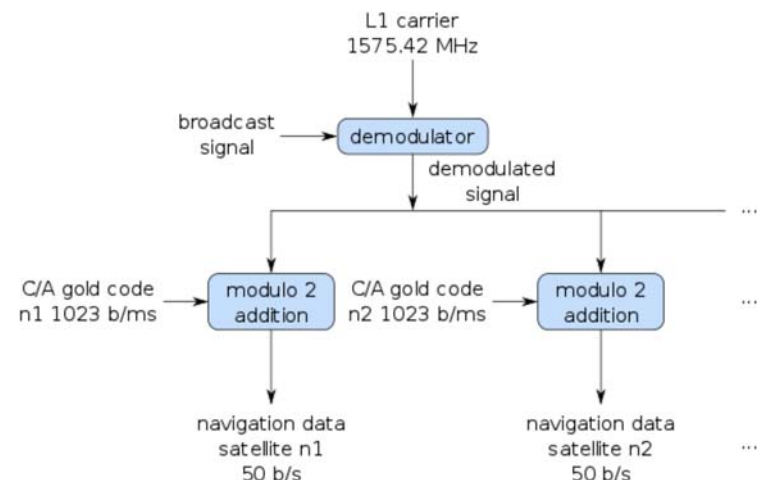 L1 carrier
1575.42 MHz
broadcast
signal
demodulator
demodulated
signal
...
C/A gold code
n1 1023 b/ms
modulo 2
addition
C/A gold code
n2 1023 b/ms
modulo 2
addition
...
navigation data
satellite n1
50 b/s
navigation data
satellite n2
50 b/s
...